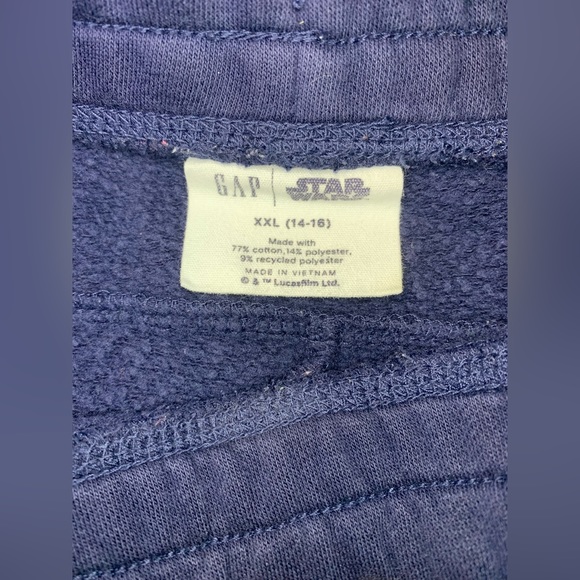 GAP | STAR WARS
XXL (14-16)
Made with
77% cotton,14% polyester,
9% recycled polyester
MADE IN VIETNAM
© & ™ Lucasfilm Ltd.